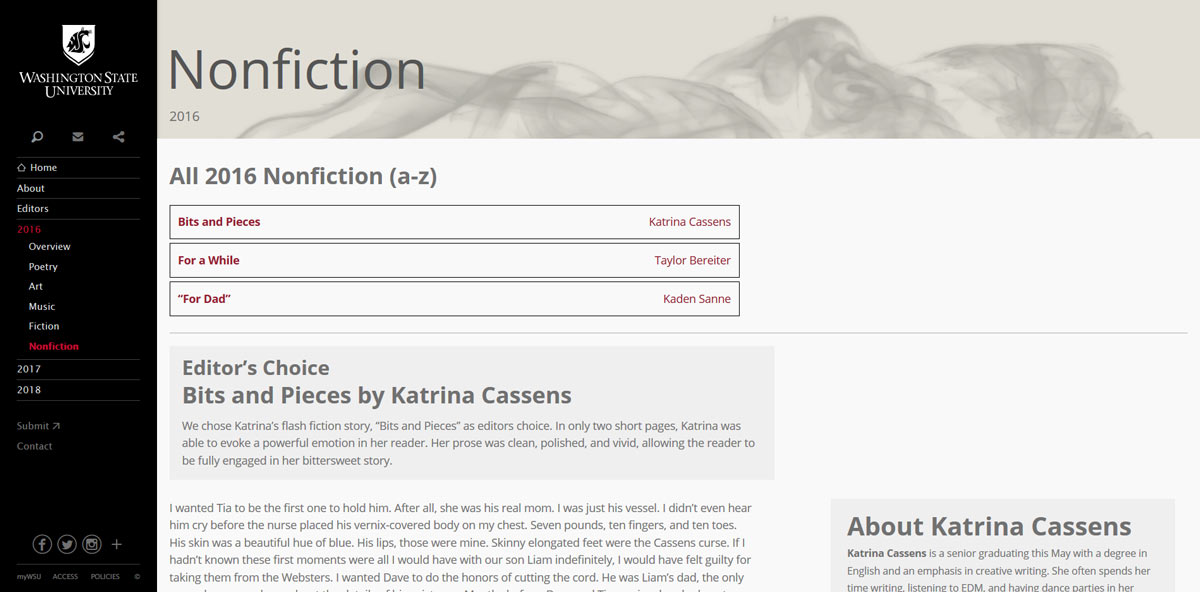 WASHINGTON STATE
UNIVERSITY
Home
About
Editors
2016
Overview
Poetry
Art
Music
Fiction
Nonfiction
2017
2018
Submit
Contact
myWSU ACCESS POLICIES ©
Nonfiction
2016
All 2016 Nonfiction (a-z)
Bits and Pieces Katrina Cassens
For a While Taylor Bereiter
“For Dad” Kaden Sanne
Editor’s Choice
Bits and Pieces by Katrina Cassens
We chose Katrina’s flash fiction story, “Bits and Pieces” as editors choice. In only two short pages, Katrina was
able to evoke a powerful emotion in her reader. Her prose was clean, polished, and vivid, allowing the reader to
be fully engaged in her bittersweet story.
I wanted Tia to be the first one to hold him. After all, she was his real mom. I was just his vessel. I didn’t even hear
him cry before the nurse placed his vernix-covered body on my chest. Seven pounds, ten fingers, and ten toes.
His skin was a beautiful hue of blue. His lips, those were mine. Skinny elongated feet were the Cassens curse. If I
hadn’t known these first moments were all I would have with our son Liam indefinitely, I would have felt guilty for
taking them from the Websters. I wanted Dave to do the honors of cutting the cord. He was Liam’s dad, the only
About Katrina Cassens
Katrina Cassens is a senior graduating this May with a degree in
English and an emphasis in creative writing. She often spends her
time writing, listening to EDM, and having dance parties in her